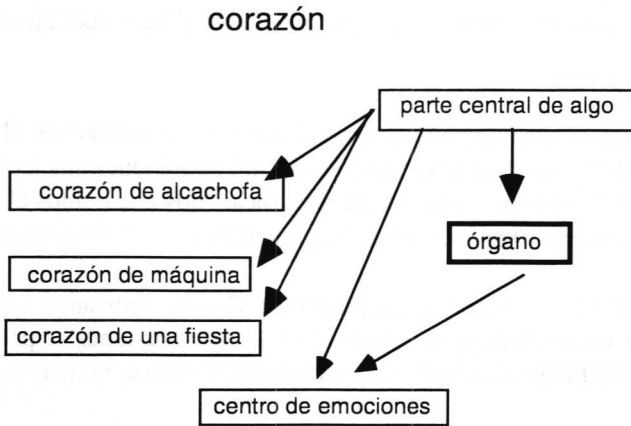 corazón
parte central de algo
corazón de alcachofa
órgano
corazón de máquina
corazón de una fiesta
centro de emociones